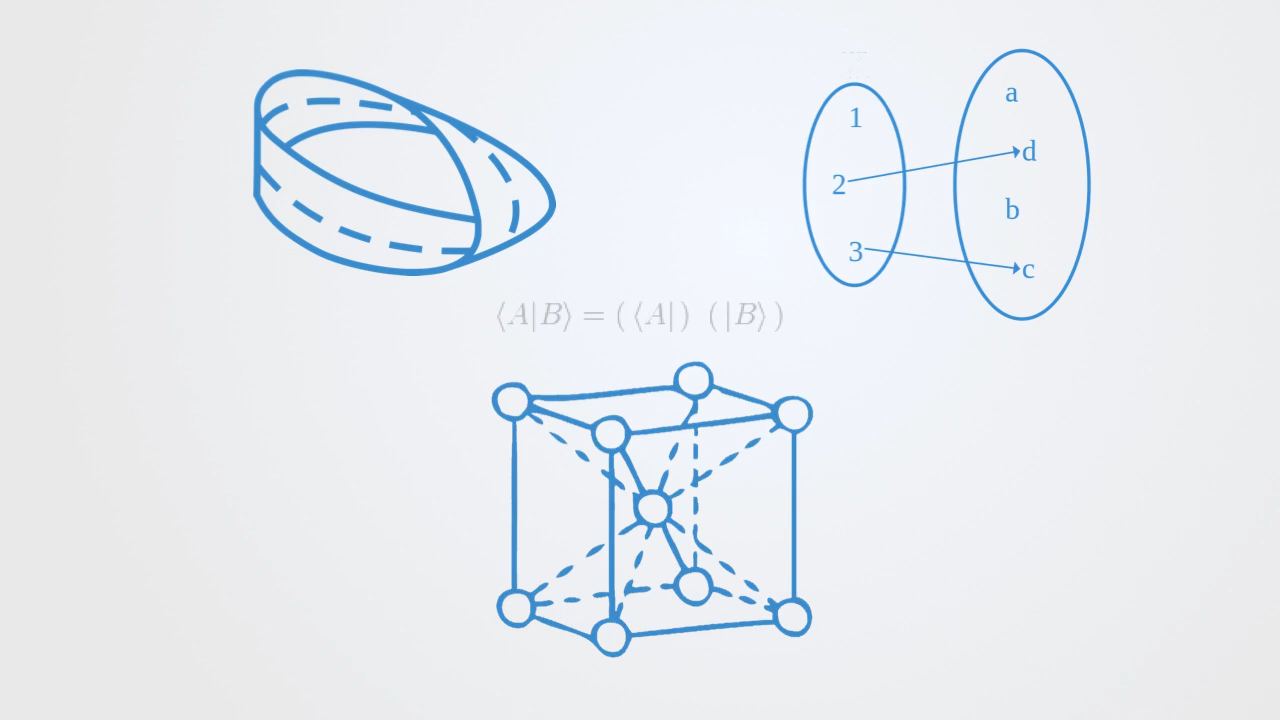 1
2
3
a
d
b
c
⟨A|B⟩ = ( ⟨A| ) ( |B⟩ )